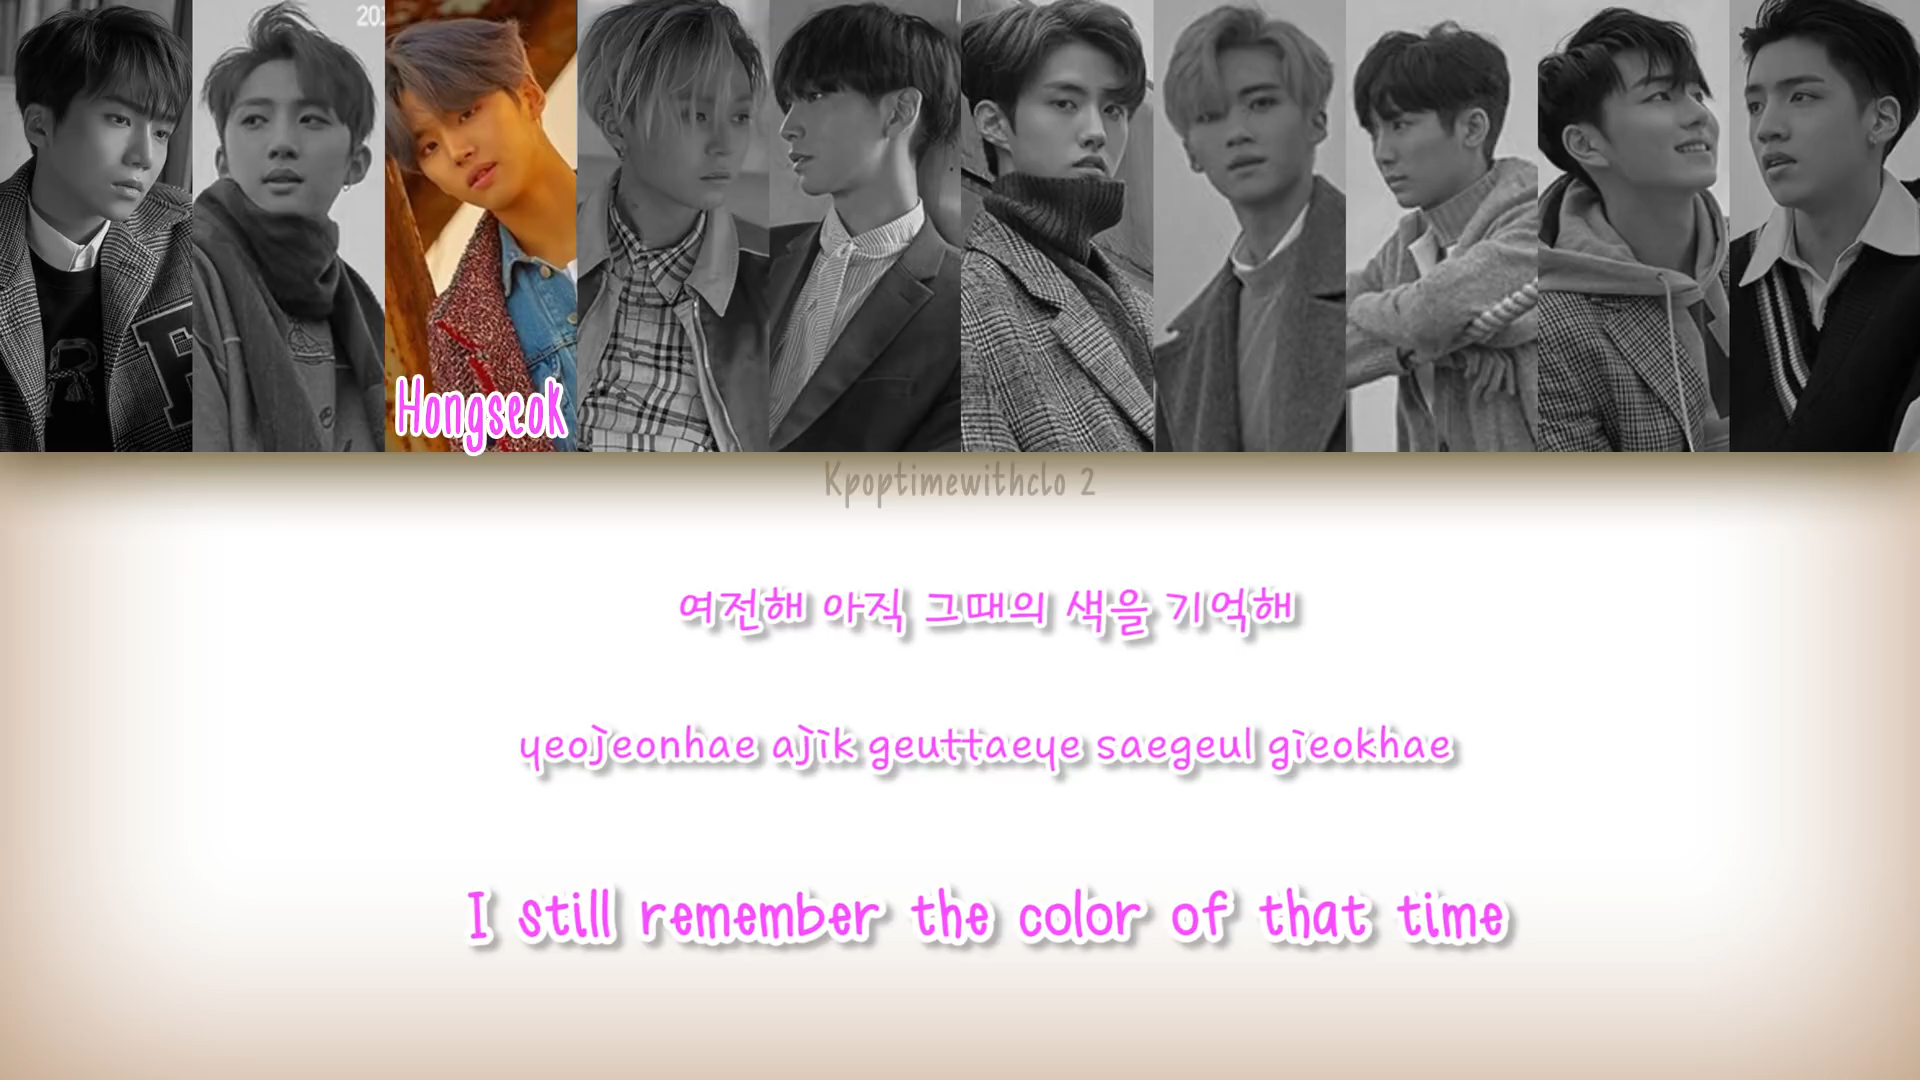 201
Hongseok
Kpoptimewithclo 2
여전해 아직 그때의 색을 기억해
yeojeonhae ajik geuttaeye saegeul gieokhae
I still remember the color of that time